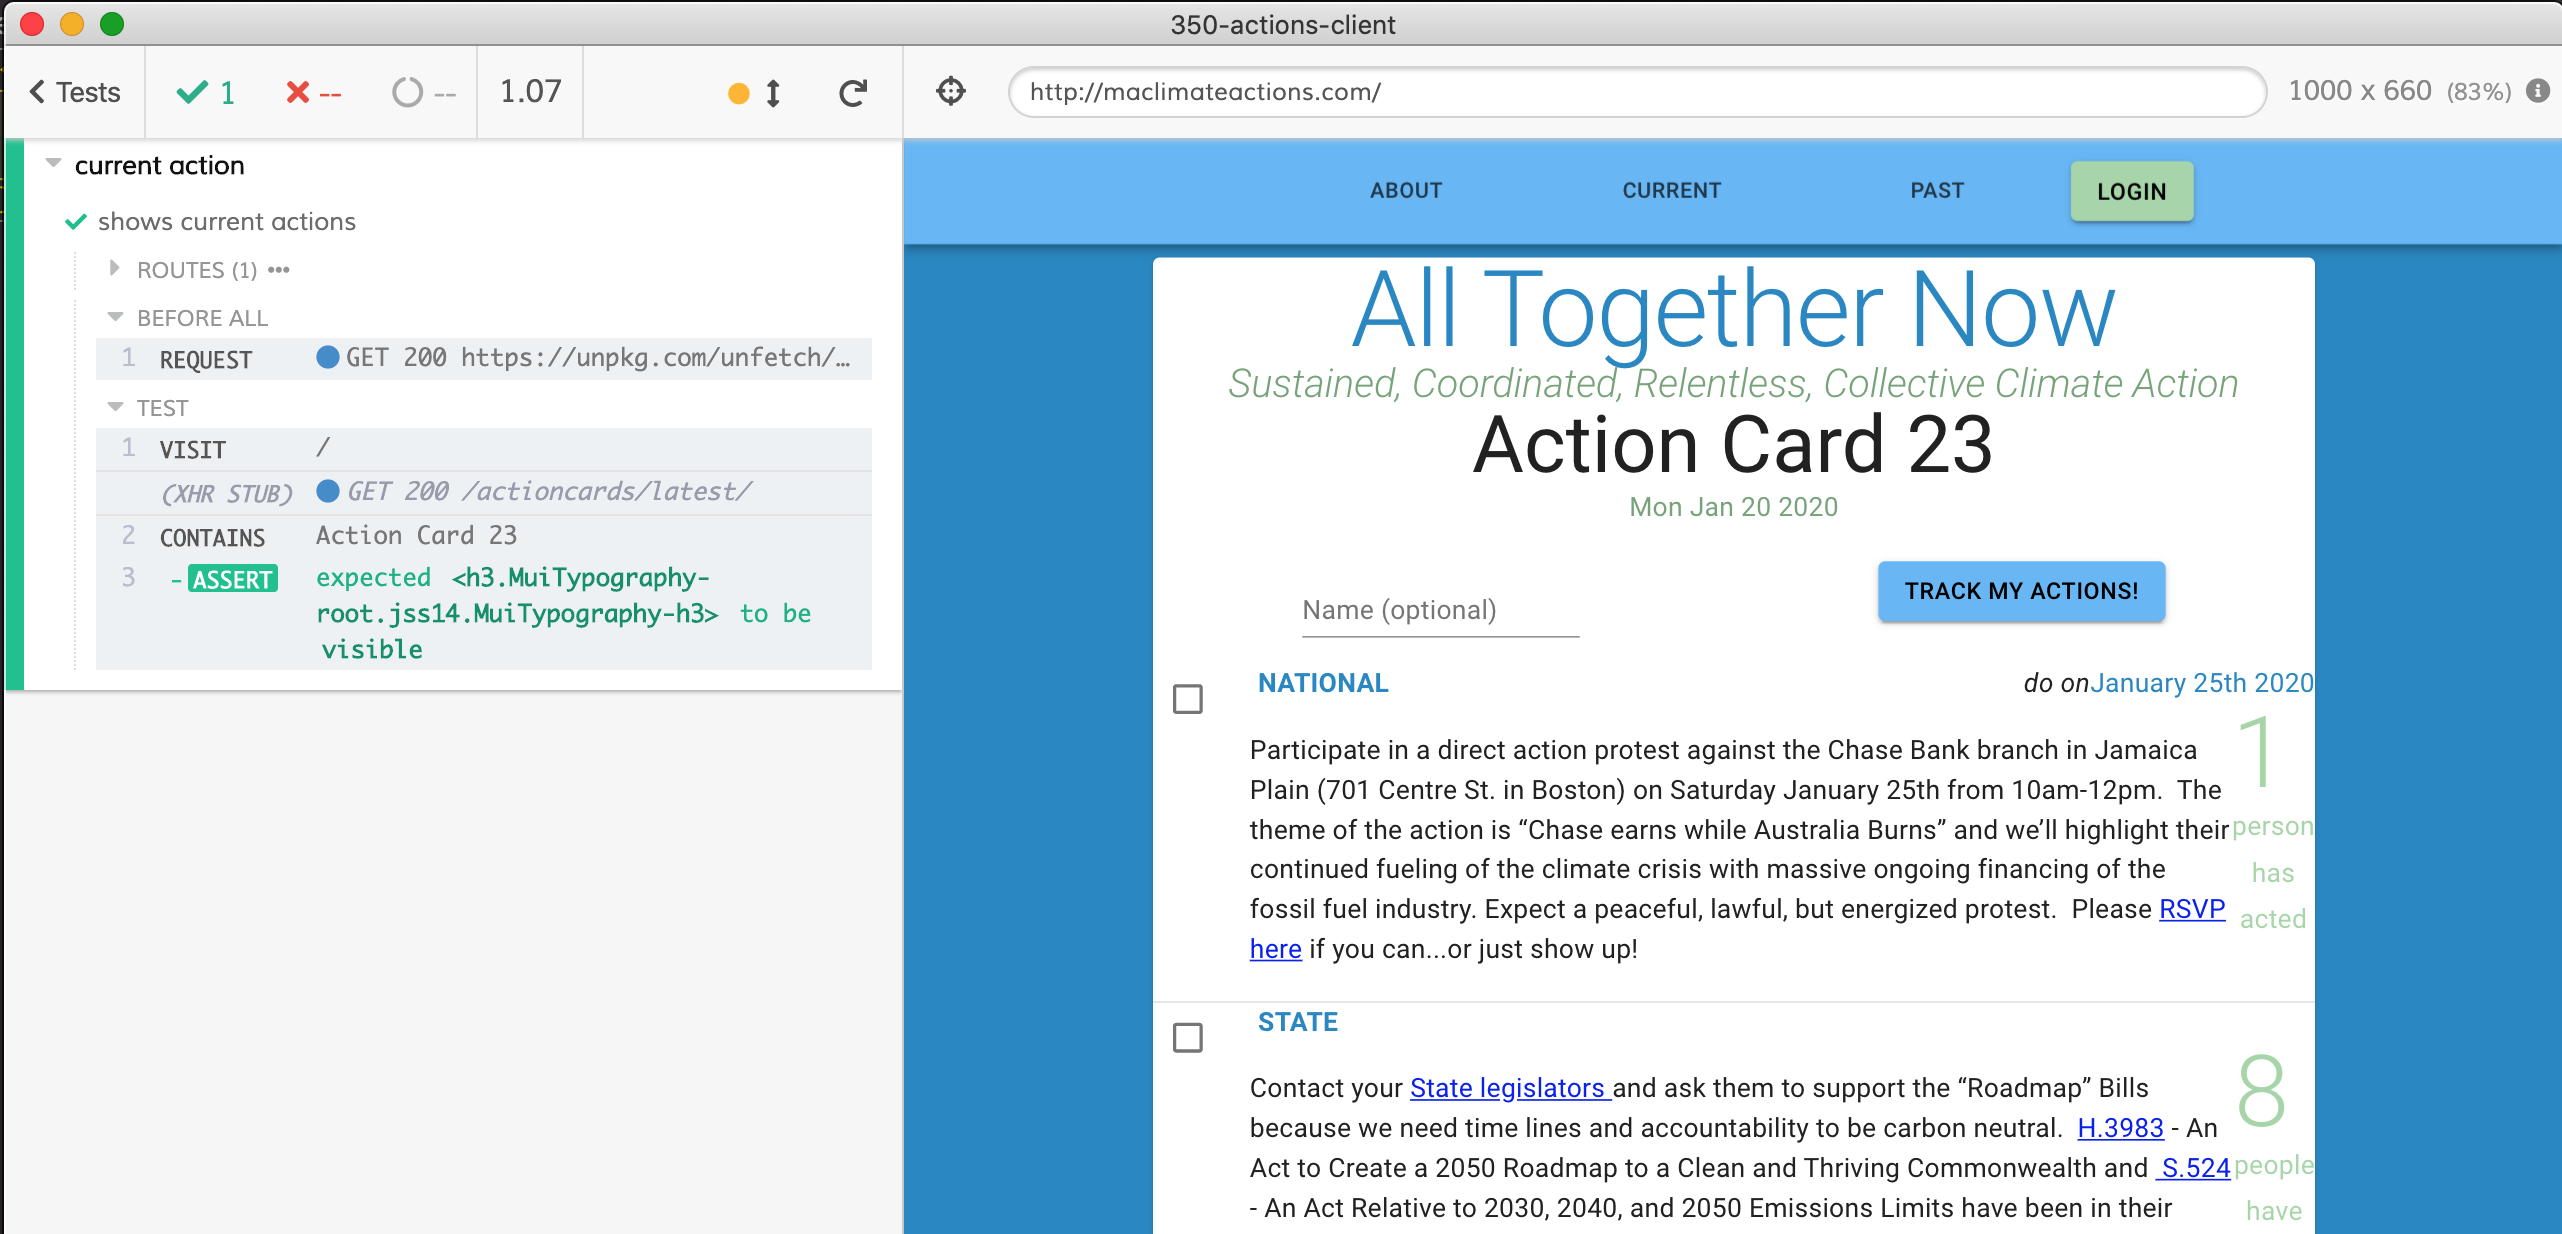 350-actions-client
Tests 1 -- -- 1.07
http://maclimateactions.com/ 1000 x 660 (83%)
current action
shows current actions
ROUTES (1)
BEFORE ALL
1 REQUEST GET 200 https://unpkg.com/unfetch/…
TEST
1 VISIT /
(XHR STUB) GET 200 /actioncards/latest/
2 CONTAINS Action Card 23
3 -ASSERT expected <h3.MuiTypography-
root.jss14.MuiTypography-h3> to be
visible
ABOUT CURRENT PAST LOGIN
All Together Now
Sustained, Coordinated, Relentless, Collective Climate Action
Action Card 23
Mon Jan 20 2020
Name (optional) TRACK MY ACTIONS!
NATIONAL do onJanuary 25th 2020
Participate in a direct action protest against the Chase Bank branch in Jamaica
Plain (701 Centre St. in Boston) on Saturday January 25th from 10am-12pm.  The
theme of the action is “Chase earns while Australia Burns” and we’ll highlight their
continued fueling of the climate crisis with massive ongoing financing of the
fossil fuel industry. Expect a peaceful, lawful, but energized protest.  Please RSVP
here if you can...or just show up!
1
person
has
acted
STATE
Contact your State legislators and ask them to support the “Roadmap” Bills
because we need time lines and accountability to be carbon neutral.  H.3983 - An
Act to Create a 2050 Roadmap to a Clean and Thriving Commonwealth and  S.524
- An Act Relative to 2030, 2040, and 2050 Emissions Limits have been in their
8
people
have